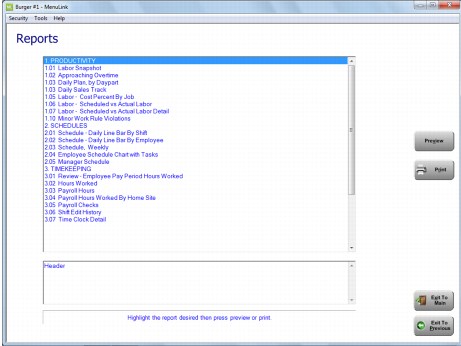 Burger #1 - MenuLink
Security Tools Help
Reports
1. PRODUCTIVITY
1.01 Labor Snapshot
1.02 Approaching Overtime
1.03 Daily Plan, by Daypart
1.03 Daily Sales Track
1.05 Labor - Cost Percent By Job
1.06 Labor - Scheduled vs Actual Labor
1.07 Labor - Scheduled vs Actual Labor Detail
1.10 Minor Work Rule Violations
2. SCHEDULES
2.01 Schedule - Daily Line Bar By Shift
2.02 Schedule - Daily Line Bar By Employee
2.03 Schedule, Weekly
2.04 Employee Schedule Chart with Tasks
2.05 Manager Schedule
3. TIMEKEEPING
3.01 Review - Employee Pay Period Hours Worked
3.02 Hours Worked
3.03 Payroll Hours
3.04 Payroll Hours Worked By Home Site
3.05 Payroll Checks
3.06 Shift Edit History
3.07 Time Clock Detail
Preview
Print
Header
Exit To
Main
Highlight the report desired then press preview or print.
Exit To
Previous